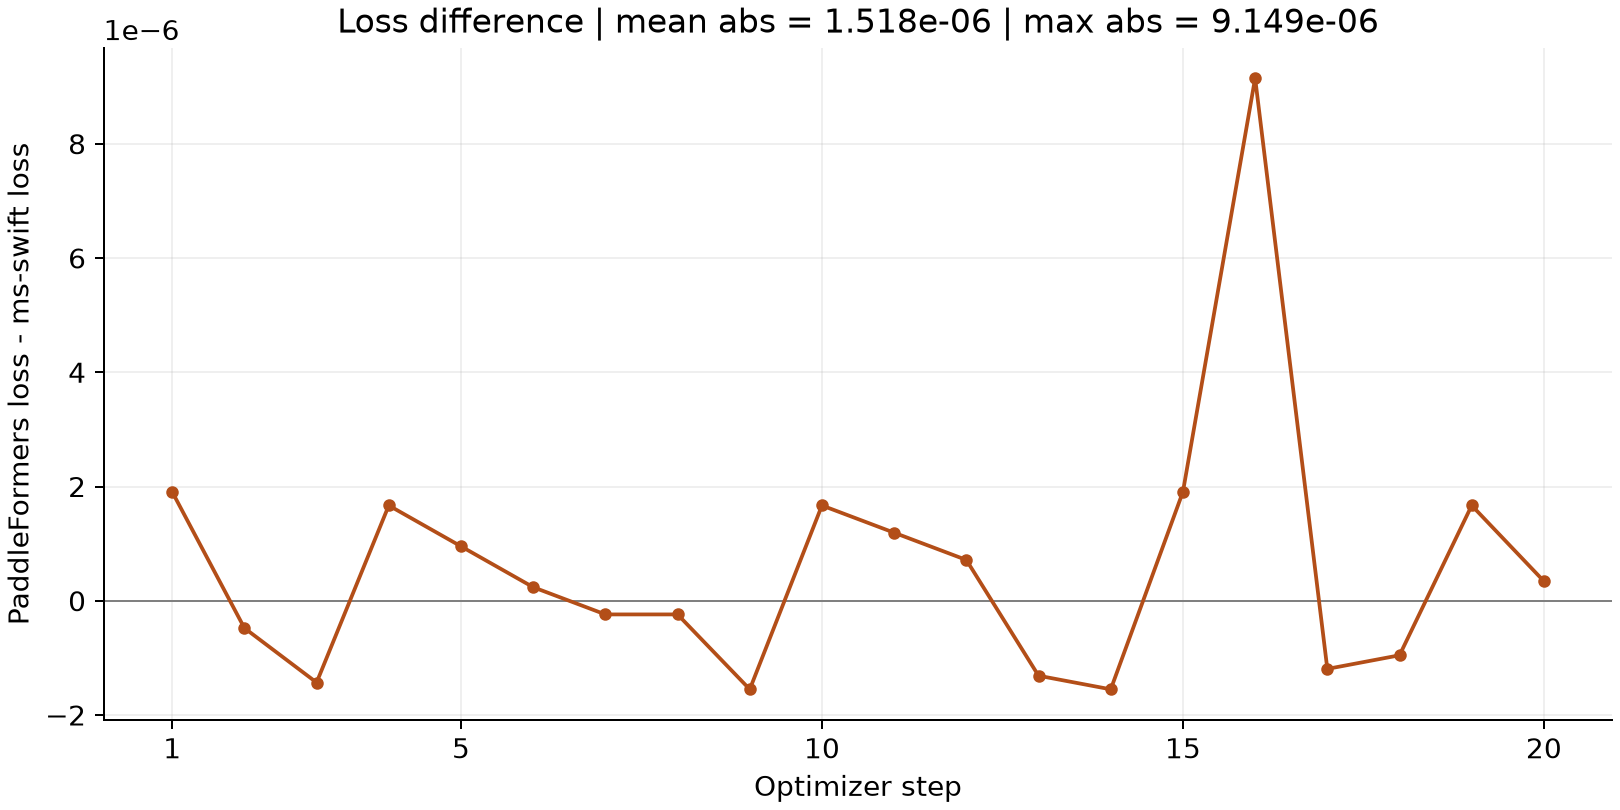 Loss difference | mean abs = 1.518e-06 | max abs = 9.149e-06
1e−6
PaddleFormers loss - ms-swift loss
8
6
4
2
0
−2
1 5 10 15 20
Optimizer step